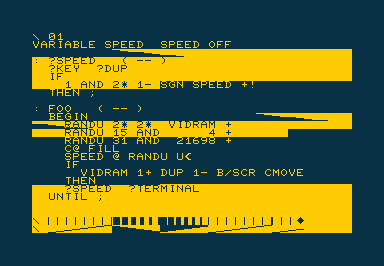 \ 01
VARIABLE SPEED  SPEED OFF
: ?SPEED   ( -- )
  ?KEY  ?DUP
  IF
    1 AND 2* 1- SGN SPEED +!
  THEN ;
: FOO   ( -- )
  BEGIN
    RANDU 2* 2*  VIDRAM +
    RANDU 15 AND      4 +
    RANDU 31 AND  21698 +
    C@ FILL
    SPEED @ RANDU U<
    IF
      VIDRAM 1+ DUP 1- B/SCR CMOVE
    THEN
    ?SPEED  ?TERMINAL
  UNTIL ;